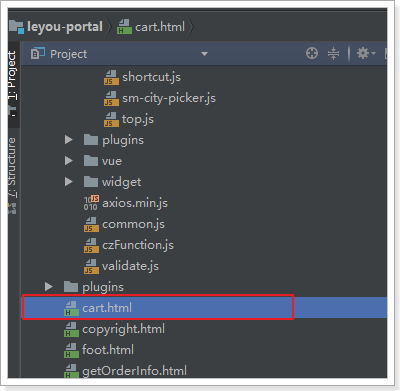 leyou-portal cart.html
Project
1: Project
7: Structure
shortcut.js
sm-city-picker.js
top.js
plugins
vue
widget
axios.min.js
common.js
czFunction.js
validate.js
plugins
cart.html
copyright.html
foot.html
getOrderInfo.html